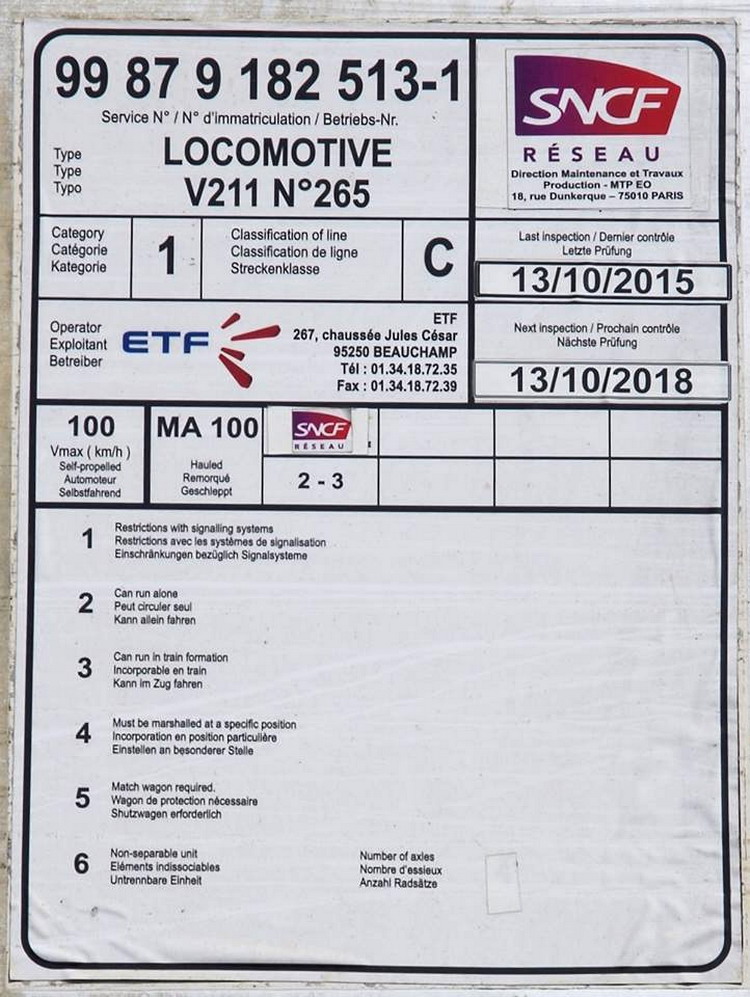 99 87 9 182 513-1
Service N° / N° d'immatriculation / Betriebs-Nr.
Type
Type
Typo
LOCOMOTIVE
V211 N°265
SNCF
RÉSEAU
Direction Maintenance et Travaux
Production - MTP EO
18, rue Dunkerque – 75010 PARIS
Category
Catégorie
Kategorie
1
Classification of line
Classification de ligne
Streckenklasse
C
Last inspection / Dernier contrôle
Letzte Prüfung
13/10/2015
Operator
Exploitant
Betreiber
ETF
ETF
267, chaussée Jules César
95250 BEAUCHAMP
Tél : 01.34.18.72.35
Fax : 01.34.18.72.39
Next inspection / Prochain contrôle
Nächste Prüfung
13/10/2018
100
Vmax ( km/h )
Self-propelled
Automoteur
Selbstfahrend
MA 100
Hauled
Remorqué
Geschleppt
SNCF
RÉSEAU
2 - 3
1
Restrictions with signalling systems
Restrictions avec les systèmes de signalisation
Einschränkungen bezüglich Signalsysteme
2
Can run alone
Peut circuler seul
Kann allein fahren
3
Can run in train formation
Incorporable en train
Kann im Zug fahren
4
Must be marshalled at a specific position
Incorporation en position particulière
Einstellen an besonderer Stelle
5
Match wagon required.
Wagon de protection nécessaire
Shutzwagen erforderlich
6
Non-separable unit
Eléments indissociables
Untrennbare Einheit
Number of axles
Nombre d'essieux
Anzahl Radsätze
4